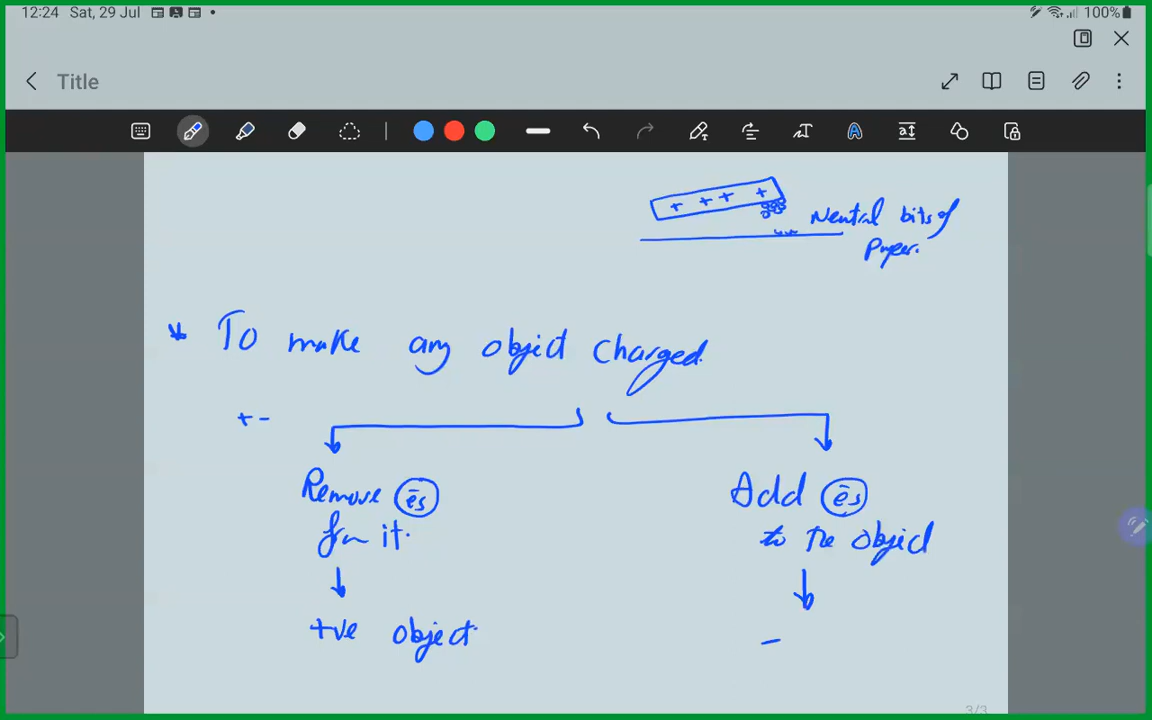 12:24 Sat, 29 Jul
100%
Title
+ + + +
Neutral bits of
Paper.
* To make any object charged.
+ -
Remove ēs
from it.
+ve object.
Add ēs
to the object
-
3/3